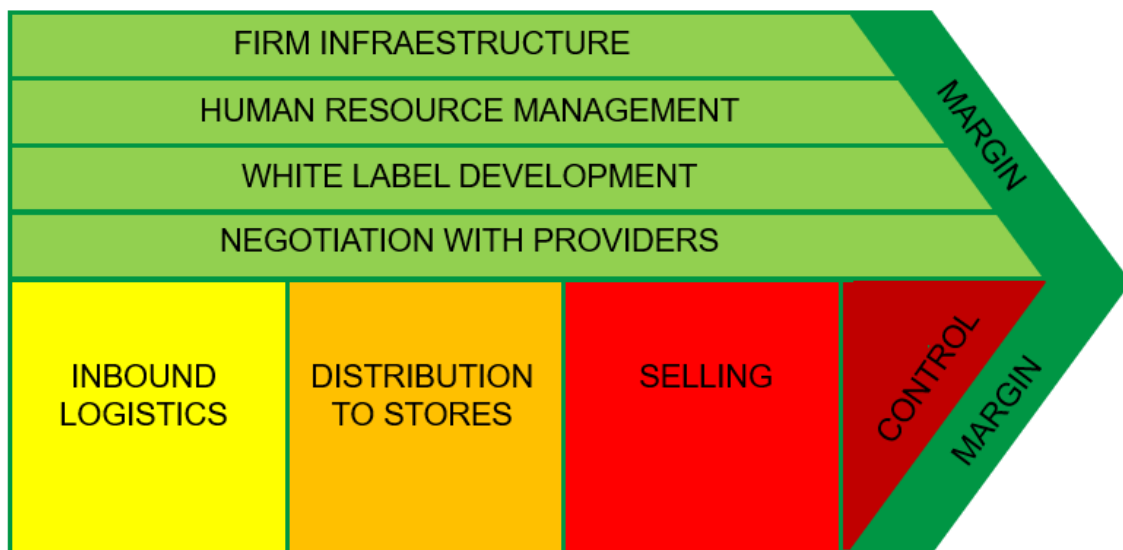 FIRM INFRAESTRUCTURE
HUMAN RESOURCE MANAGEMENT
WHITE LABEL DEVELOPMENT
NEGOTIATION WITH PROVIDERS
MARGIN
INBOUND
LOGISTICS
DISTRIBUTION
TO STORES
SELLING
CONTROL
MARGIN